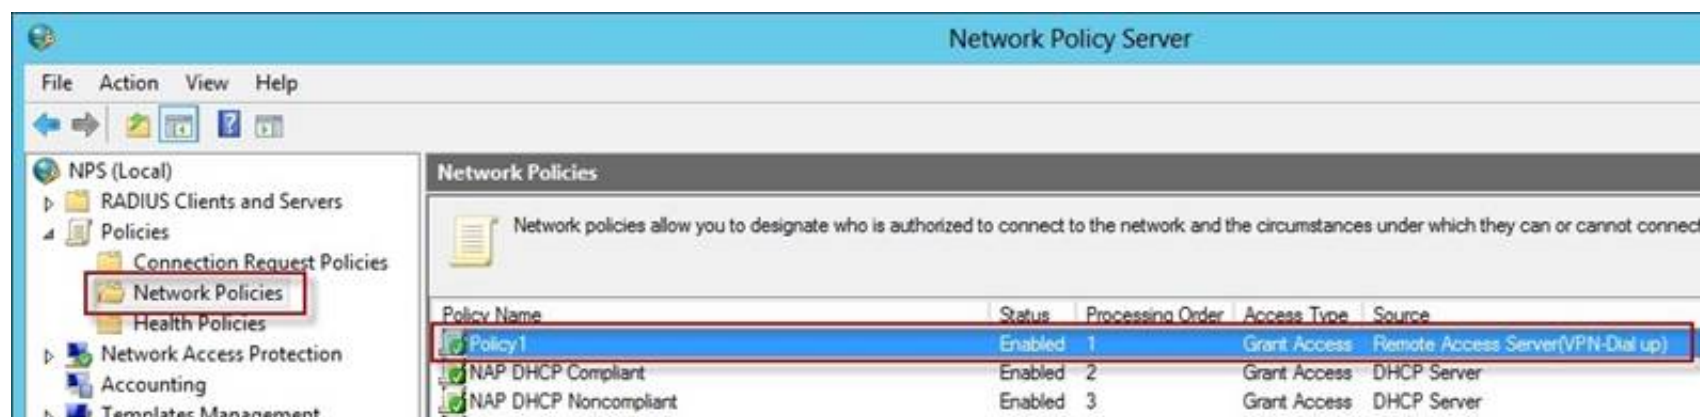 Network Policy Server
File Action View Help
NPS (Local)
RADIUS Clients and Servers
Policies
Connection Request Policies
Network Policies
Health Policies
Network Access Protection
Accounting
Templates Management
Network Policies
Network policies allow you to designate who is authorized to connect to the network and the circumstances under which they can or cannot connect
Policy Name Status Processing Order Access Type Source
Policy1 Enabled 1 Grant Access Remote Access Server(VPN-Dial up)
NAP DHCP Compliant Enabled 2 Grant Access DHCP Server
NAP DHCP Noncompliant Enabled 3 Grant Access DHCP Server